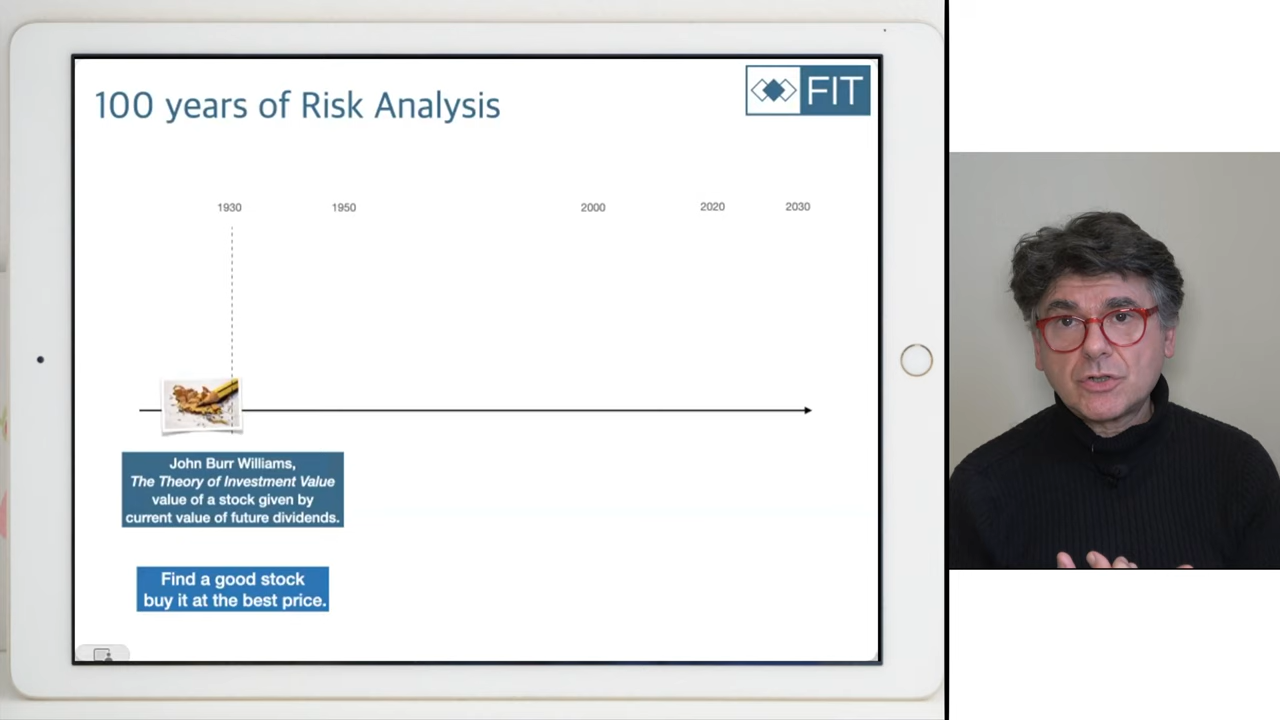 100 years of Risk Analysis
FIT
1930
1950
2000
2020
2030
John Burr Williams,
The Theory of Investment Value
value of a stock given by
current value of future dividends.
Find a good stock
buy it at the best price.